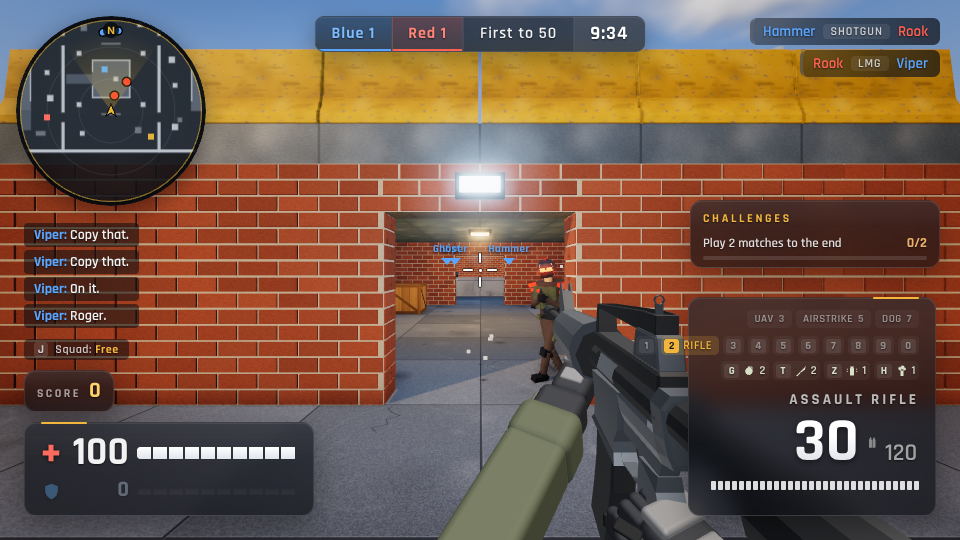 N
Blue 1 Red 1 First to 50 9:34
Hammer SHOTGUN Rook
Rook LMG Viper
Viper: Copy that.
Viper: Copy that.
Viper: On it.
Viper: Roger.
J Squad: Free
SCORE 0
100
0
Hammer
CHALLENGES
Play 2 matches to the end 0/2
UAV 3 AIRSTRIKE 5 DOG 7
1 2 RIFLE 3 4 5 6 7 8 9 0
G 2 T 2 Z 1 H 1
ASSAULT RIFLE
30 120